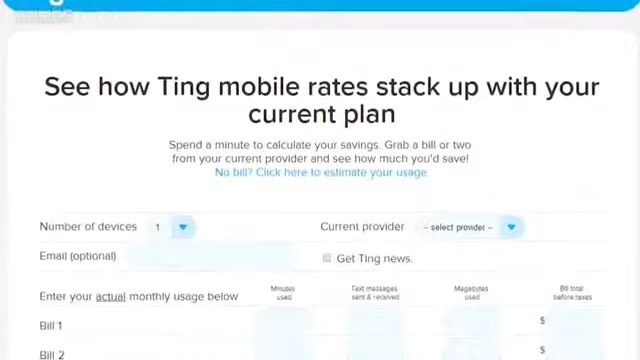 See how Ting mobile rates stack up with your
current plan
Spend a minute to calculate your savings. Grab a bill or two
from your current provider and see how much you'd save!
No bill? Click here to estimate your usage.
Number of devices 1 Current provider -- select provider --
Email (optional) Get Ting news.
Enter your actual monthly usage below
Minutes used
Text messages sent & received
Megabytes used
Bill total before taxes
Bill 1 $
Bill 2 $